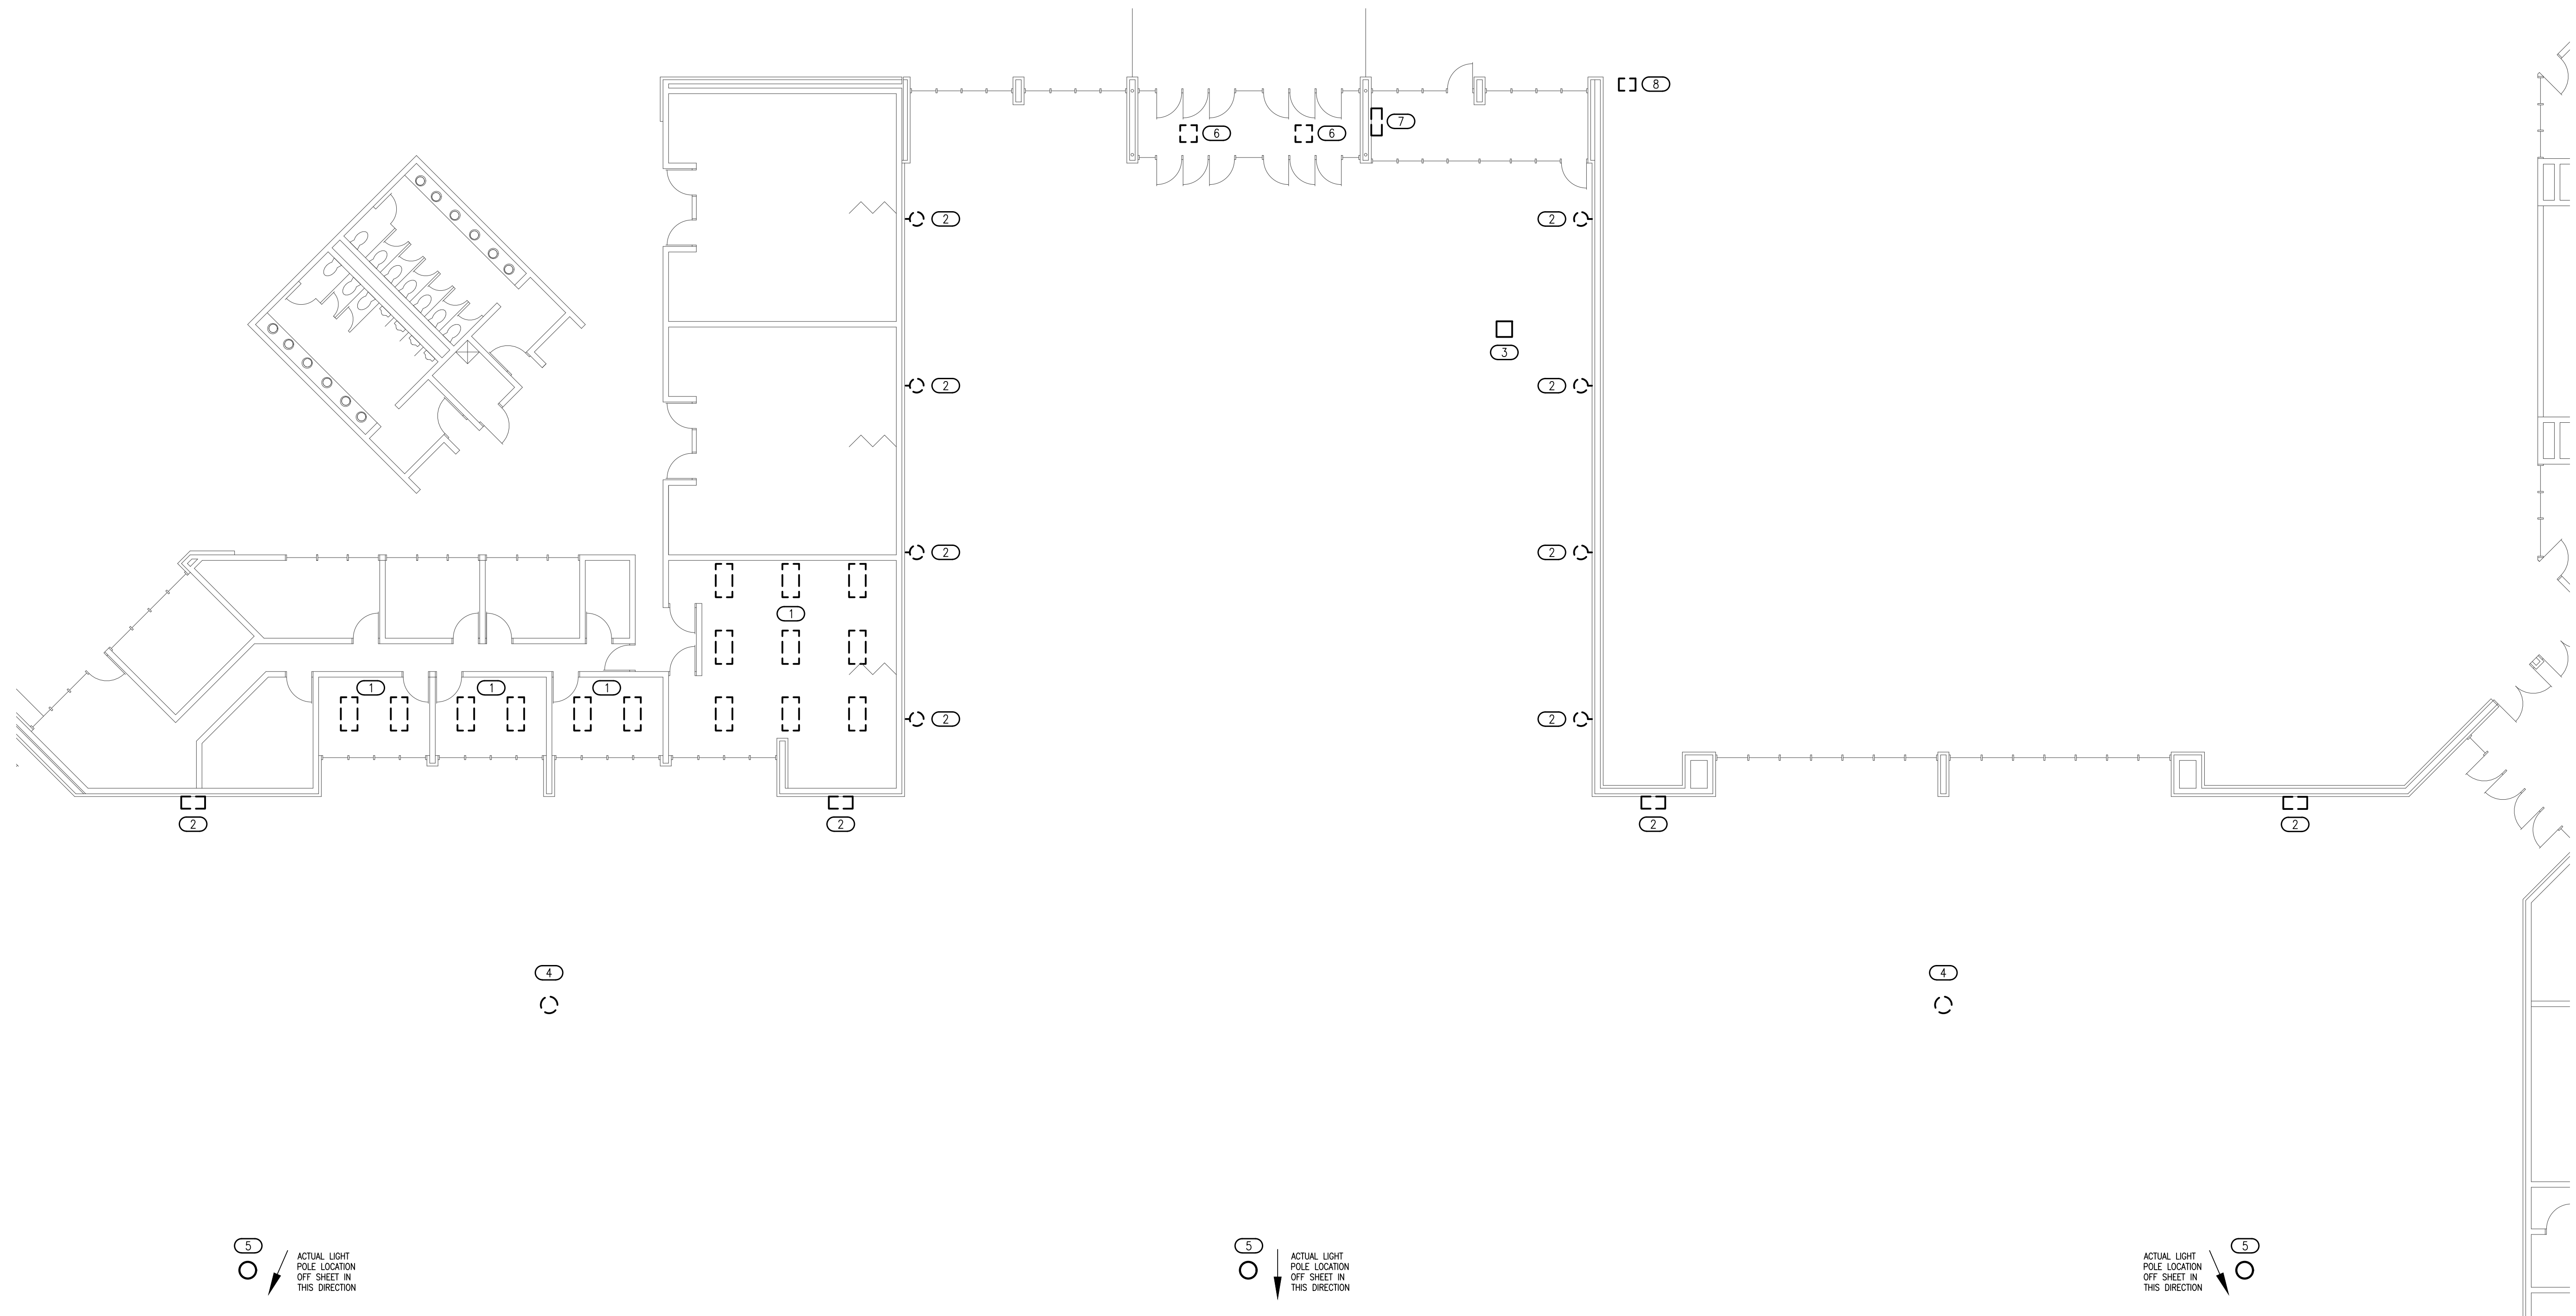 8
7
6
6
2
2
3
2
2
2
2
1
1
1
1
2
2
2
2
2
2
4
4
5
ACTUAL LIGHT
POLE LOCATION
OFF SHEET IN
THIS DIRECTION
5
ACTUAL LIGHT
POLE LOCATION
OFF SHEET IN
THIS DIRECTION
5
ACTUAL LIGHT
POLE LOCATION
OFF SHEET IN
THIS DIRECTION